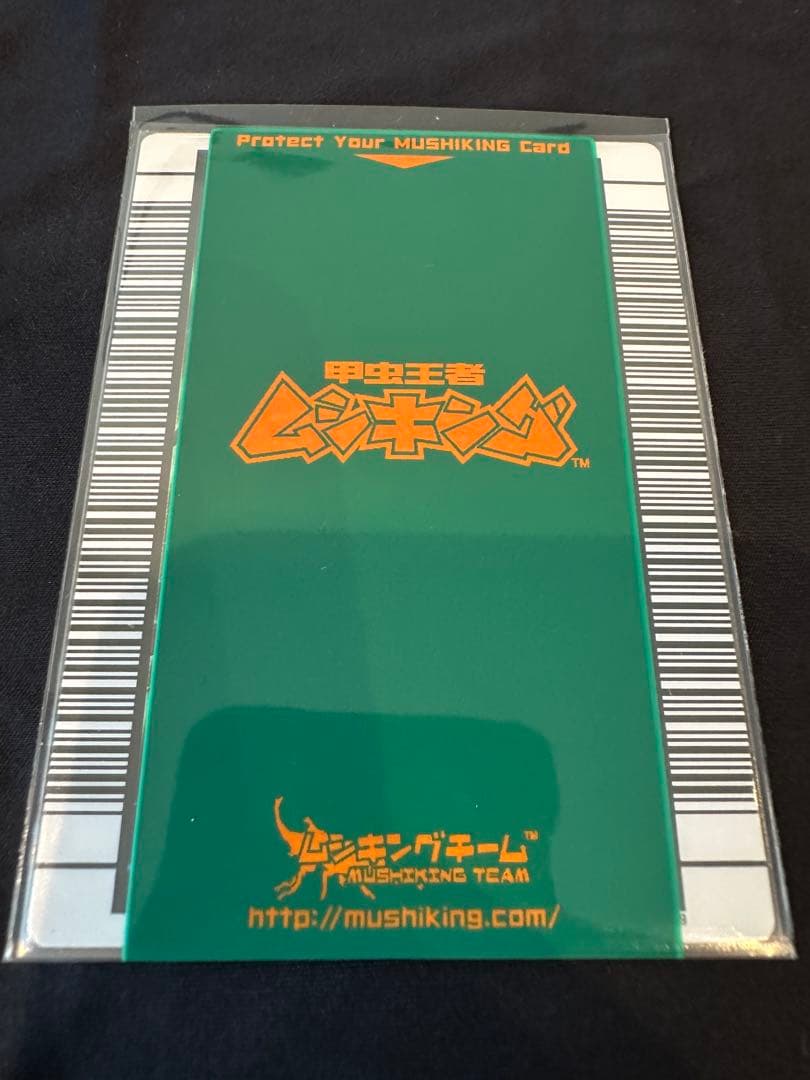 Protect Your MUSHIKING Card
甲虫王者
ムシキング
TM
ムシキングチーム TM
MUSHIKING TEAM
http://mushiking.com/